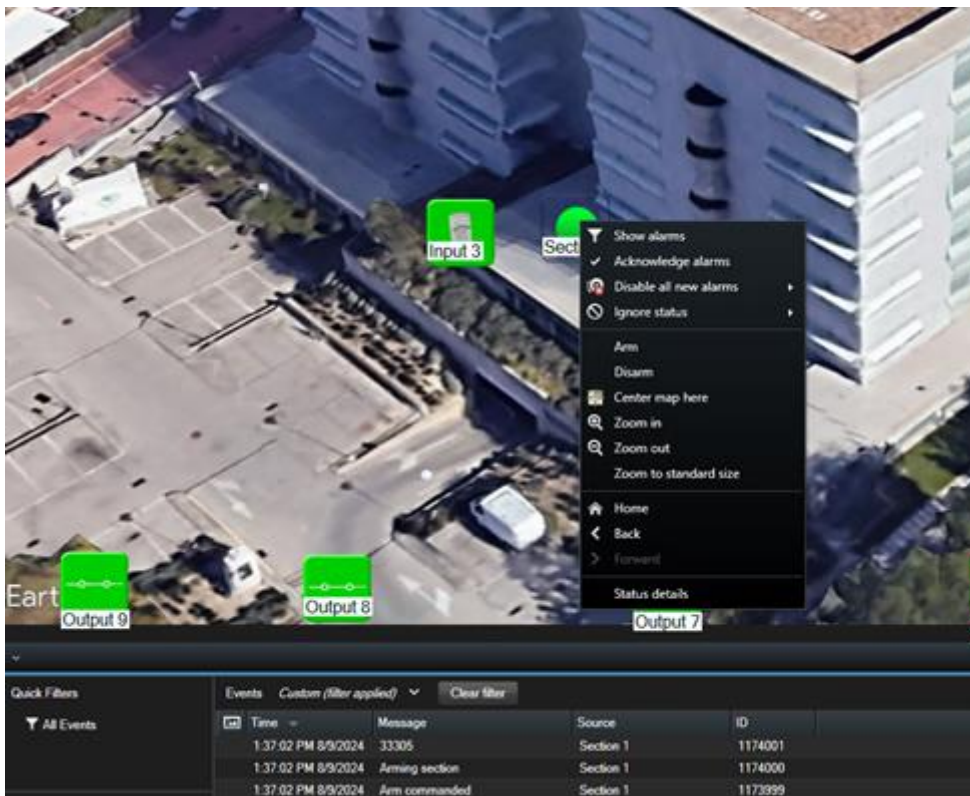 Input 3
Sect
Show alarms
Acknowledge alarms
Disable all new alarms
Ignore status
Arm
Disarm
Center map here
Zoom in
Zoom out
Zoom to standard size
Home
Back
Forward
Status details
Eart
Output 9
Output 8
Output 7
Quick Filters
All Events
Events Custom (filter applied) Clear filter
Time Message Source ID
1:37:02 PM 8/9/2024 33305 Section 1 1174001
1:37:02 PM 8/9/2024 Arming section Section 1 1174000
1:37:02 PM 8/9/2024 Arm commanded Section 1 1173999